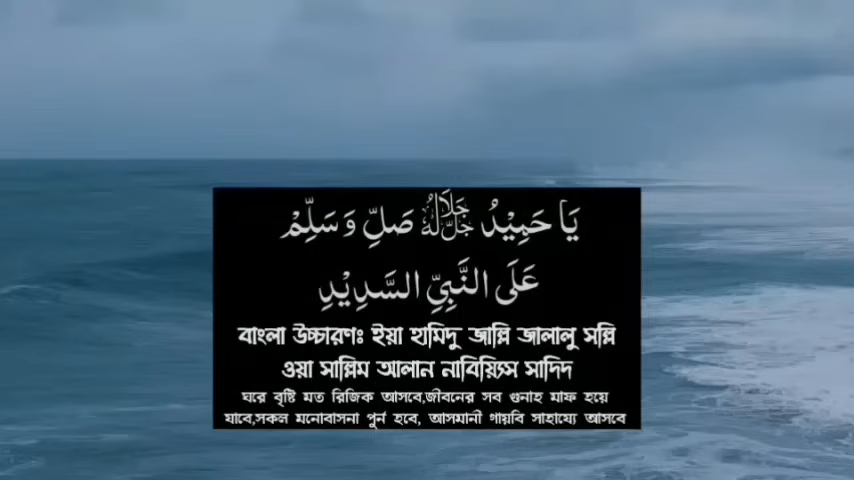 يَا حَمِيْدُ جَلَّ جَلَالُهُ صَلِّ وَسَلِّمْ
عَلَى النَّبِيِّ السَّدِيْدِ
বাংলা উচ্চারণঃ ইয়া হামিদু জাল্লি জালালু সল্লি
ওয়া সাল্লিম আলান নাবিয়্যিস সাদিদ
ঘরে বৃষ্টি মত রিজিক আসবে,জীবনের সব গুনাহ মাফ হয়ে
যাবে,সকল মনোবাসনা পুর্ন হবে, আসমানী গায়বি সাহায্যে আসবে